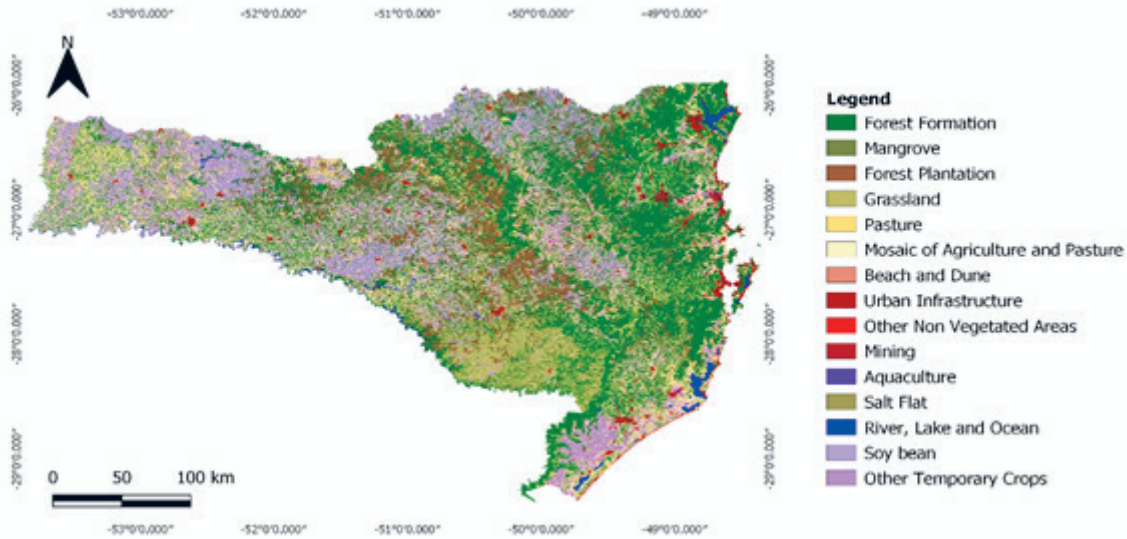 -53°0'0.000" -52°0'0.000" -51°0'0.000" -50°0'0.000" -49°0'0.000"
N
-26°0'0.000"
-27°0'0.000"
-28°0'0.000"
-29°0'0.000"
-26°0'0.000"
-27°0'0.000"
-28°0'0.000"
-29°0'0.000"
Legend
Forest Formation
Mangrove
Forest Plantation
Grassland
Pasture
Mosaic of Agriculture and Pasture
Beach and Dune
Urban Infrastructure
Other Non Vegetated Areas
Mining
Aquaculture
Salt Flat
River, Lake and Ocean
Soy bean
Other Temporary Crops
0 50 100 km
-53°0'0.000" -52°0'0.000" -51°0'0.000" -50°0'0.000" -49°0'0.000"